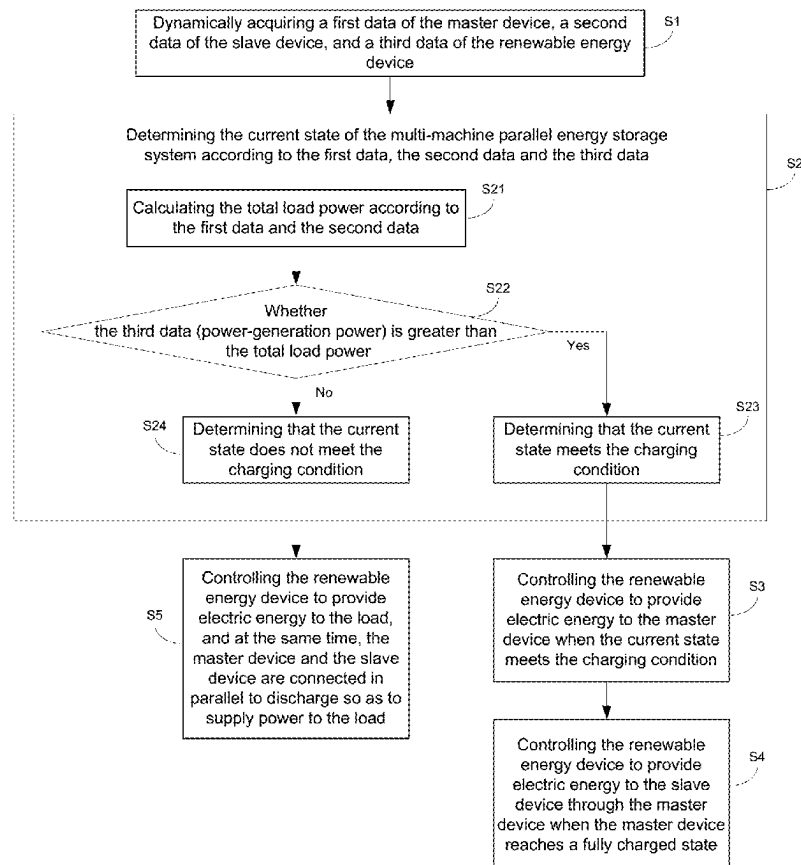 Dynamically acquiring a first data of the master device, a second
data of the slave device, and a third data of the renewable energy
device
S1
Determining the current state of the multi-machine parallel energy storage
system according to the first data, the second data and the third data
S2
S21
Calculating the total load power according to
the first data and the second data
S22
Whether
the third data (power-generation power) is greater than
the total load power
Yes
No
S24
Determining that the current
state does not meet the
charging condition
S23
Determining that the current
state meets the charging
condition
S5
Controlling the renewable
energy device to provide
electric energy to the load,
and at the same time, the
master device and the slave
device are connected in
parallel to discharge so as to
supply power to the load
S3
Controlling the renewable
energy device to provide
electric energy to the master
device when the current state
meets the charging condition
S4
Controlling the renewable
energy device to provide
electric energy to the slave
device through the master
device when the master device
reaches a fully charged state